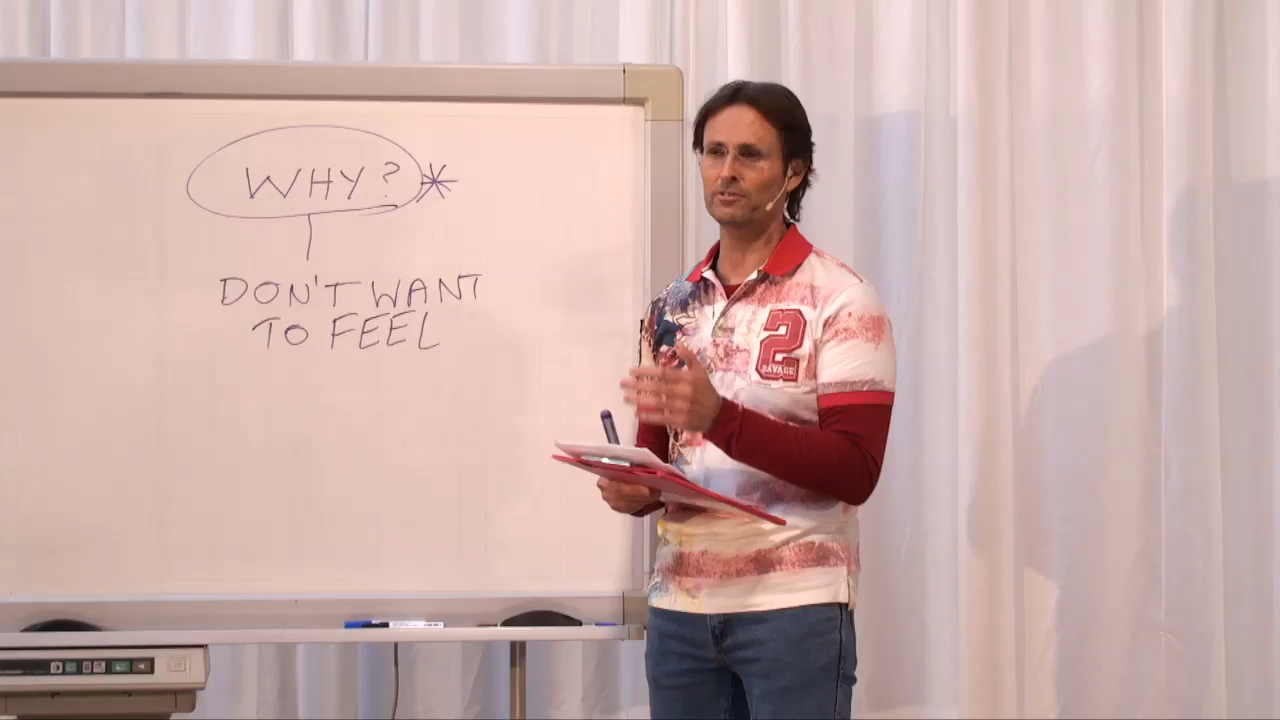 WHY?*
DON'T WANT
TO FEEL
2
SAVAGE